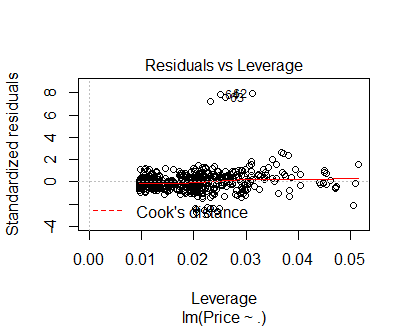 Residuals vs Leverage
Standardized residuals
8
6
4
2
0
-4
Cook's distance
0.00 0.01 0.02 0.03 0.04 0.05
Leverage
lm(Price ~ .)